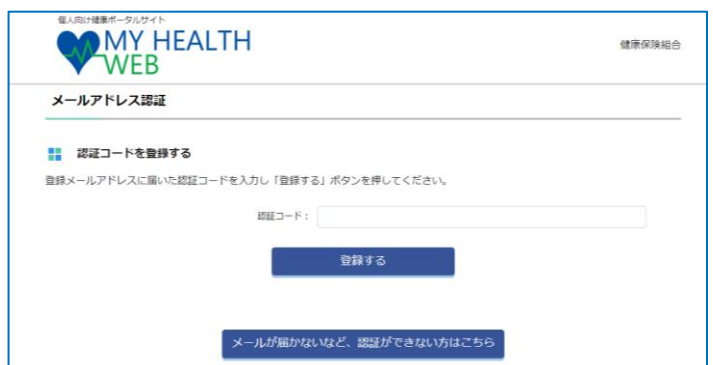 個人向け健康ポータルサイト
MY HEALTH
WEB
健康保険組合
メールアドレス認証
認証コードを登録する
登録メールアドレスに届いた認証コードを入力し「登録する」ボタンを押してください。
認証コード：
登録する
メールが届かないなど、認証ができない方はこちら